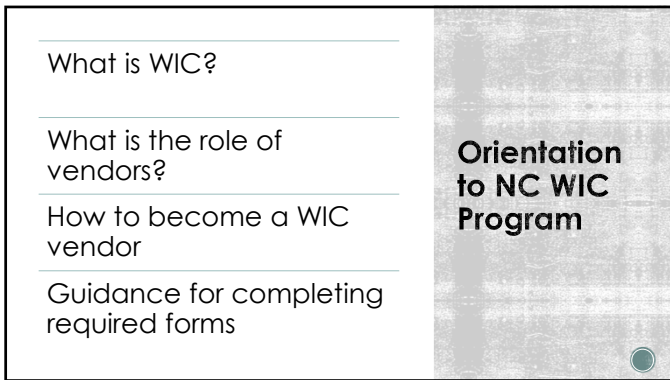 What is WIC?
What is the role of
vendors?
How to become a WIC
vendor
Guidance for completing
required forms
Orientation
to NC WIC
Program